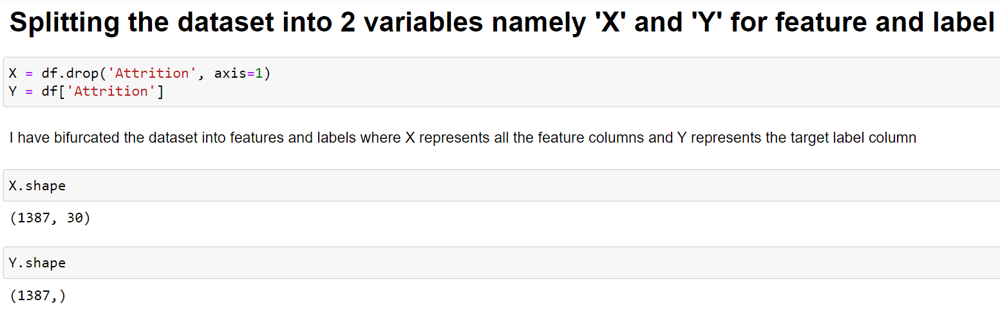 Splitting the dataset into 2 variables namely 'X' and 'Y' for feature and label
X = df.drop('Attrition', axis=1)
Y = df['Attrition']
I have bifurcated the dataset into features and labels where X represents all the feature columns and Y represents the target label column
X.shape
(1387, 30)
Y.shape
(1387,)